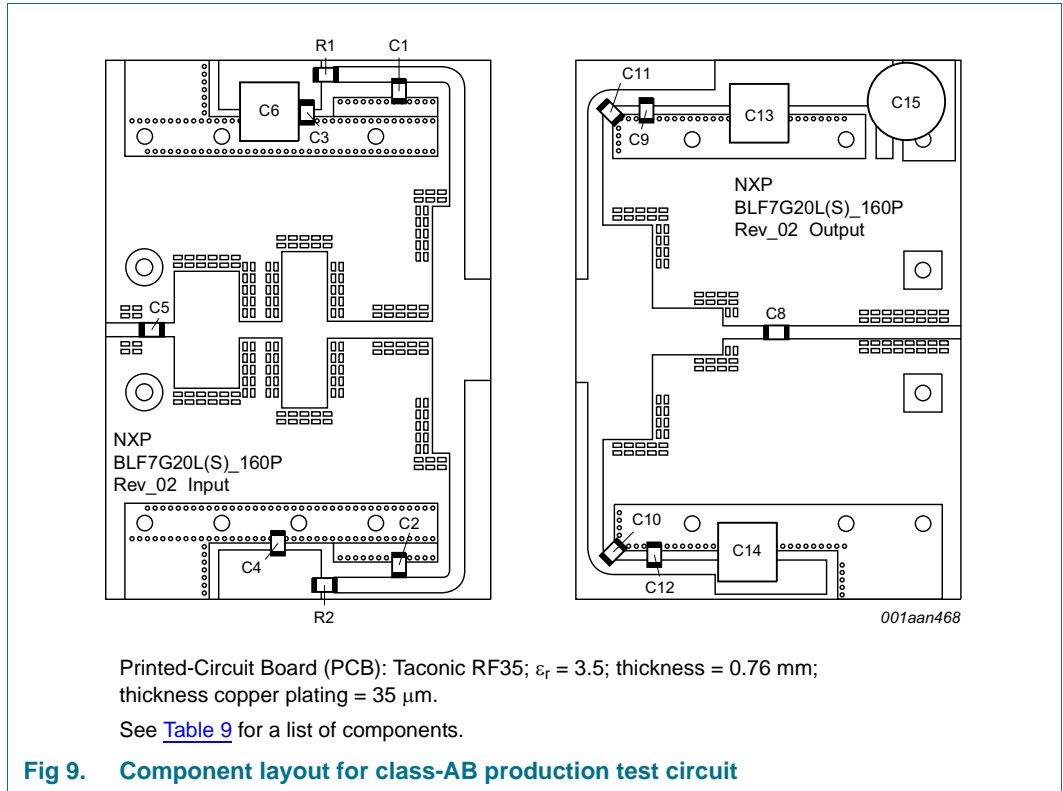 R1
C1
C6
C3
C5
NXP
BLF7G20L(S)_160P
Rev_02 Input
C4
C2
R2
C11
C9
C13
C15
NXP
BLF7G20L(S)_160P
Rev_02 Output
C8
C10
C12
C14
001aan468
Printed-Circuit Board (PCB): Taconic RF35; εr = 3.5; thickness = 0.76 mm;
thickness copper plating = 35 μm.
See Table 9 for a list of components.
Fig 9. Component layout for class-AB production test circuit